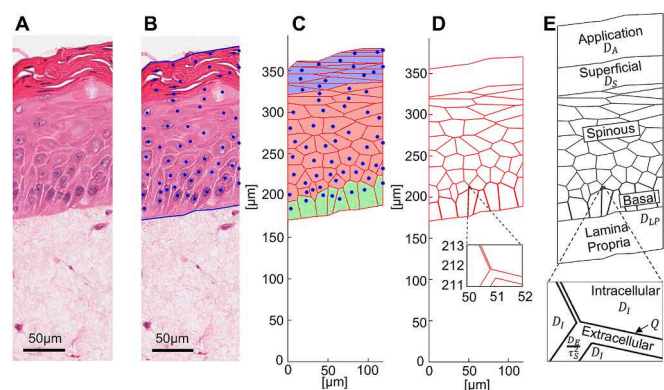 A
B
C
D
E
50μm
50μm
350
300
250
200
150
100
50
0
[μm]
0
50
100
[μm]
350
300
250
200
150
100
50
0
[μm]
0
50
100
[μm]
213
212
211
50
51
52
Application
D_A
Superficial
D_S
Spinous
Basal
D_LP
Lamina
Propria
Intracellular
D_I
D_I
Q
Extracellular
D_E
τ_S
D_I